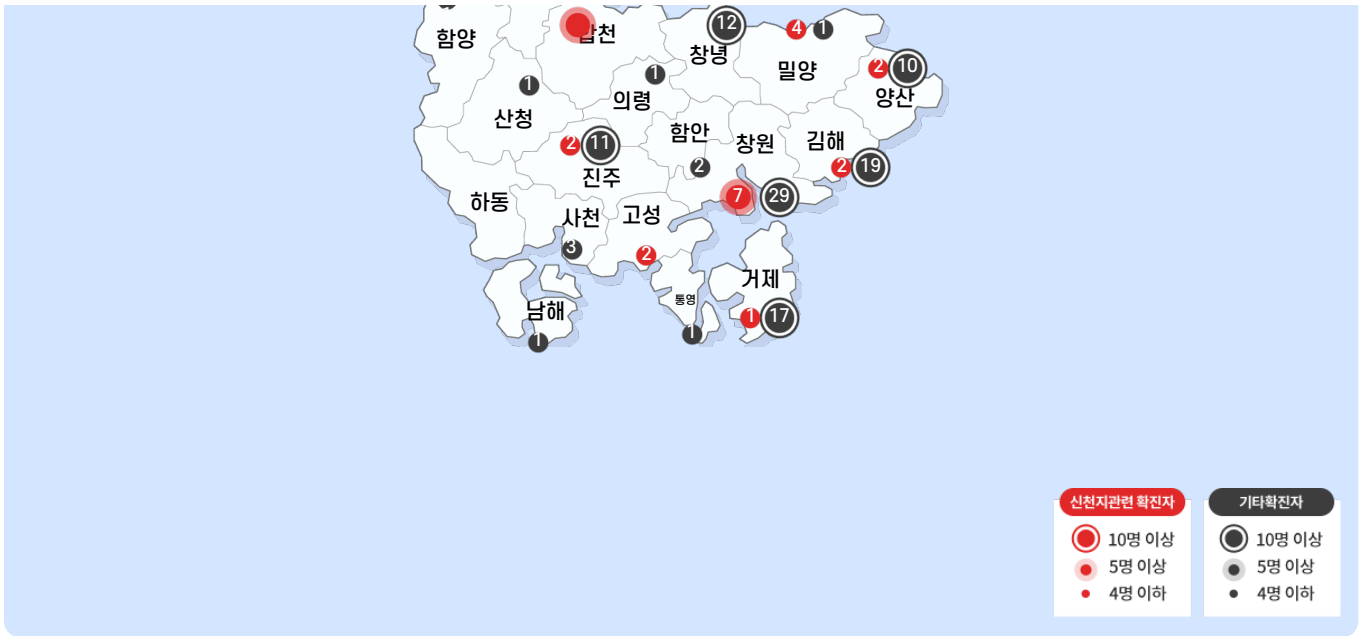 12
4 1
함양
합천
창녕
밀양
2 10
1
1
양산
의령
산청
함안
창원
김해
2 11
2
2 19
진주
하동
7 29
사천
고성
3
2
거제
통영
남해
1 17
1
1
신천지관련 확진자
10명 이상
5명 이상
4명 이하
기타확진자
10명 이상
5명 이상
4명 이하